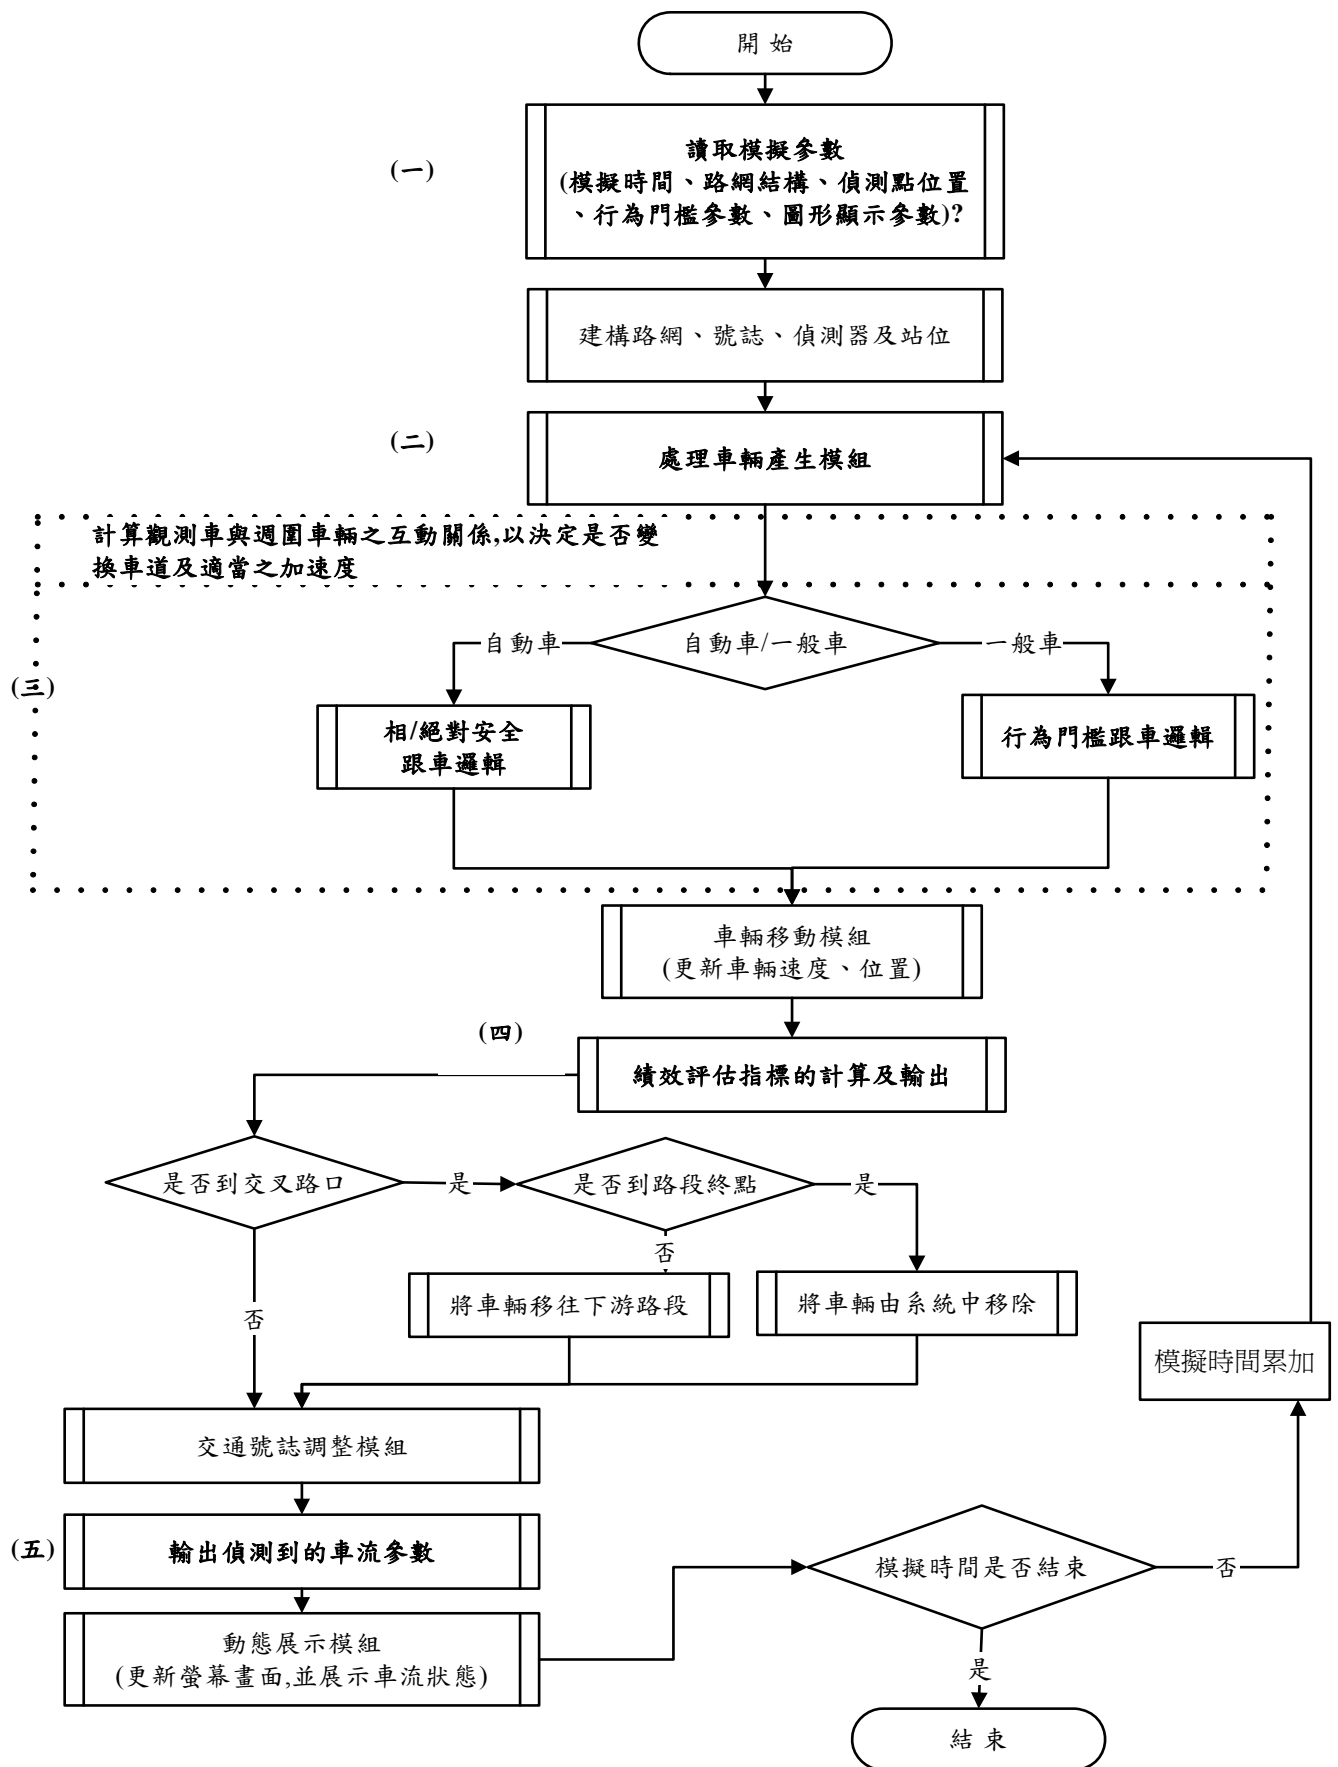 開 始
(一)
讀取模擬參數
(模擬時間、路網結構、偵測點位置
、行為門檻參數、圖形顯示參數)?
建構路網、號誌、偵測器及站位
(二)
處理車輛產生模組
計算觀測車與週圍車輛之互動關係,以決定是否變
換車道及適當之加速度
自動車
自動車/一般車
一般車
(三)
相/絕對安全
跟車邏輯
行為門檻跟車邏輯
車輛移動模組
(更新車輛速度、位置)
(四)
績效評估指標的計算及輸出
是否到交叉路口
是
是否到路段終點
是
否
否
將車輛移往下游路段
將車輛由系統中移除
模擬時間累加
交通號誌調整模組
(五)
輸出偵測到的車流參數
模擬時間是否結束
否
動態展示模組
(更新螢幕畫面,並展示車流狀態)
是
結 束